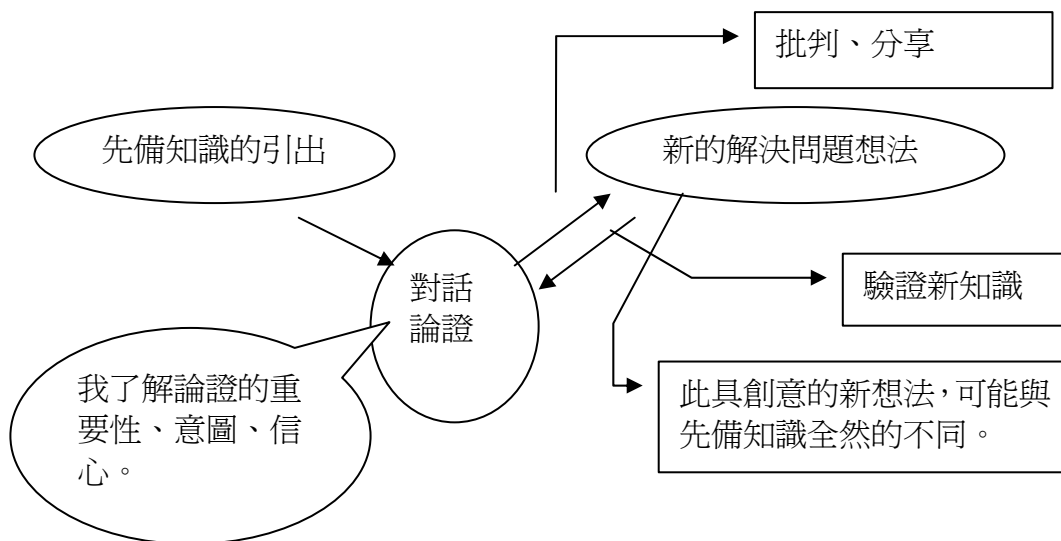 批判、分享
先備知識的引出
新的解決問題想法
對話
論證
驗證新知識
我了解論證的重
要性、意圖、信
心。
此具創意的新想法,可能與
先備知識全然的不同。